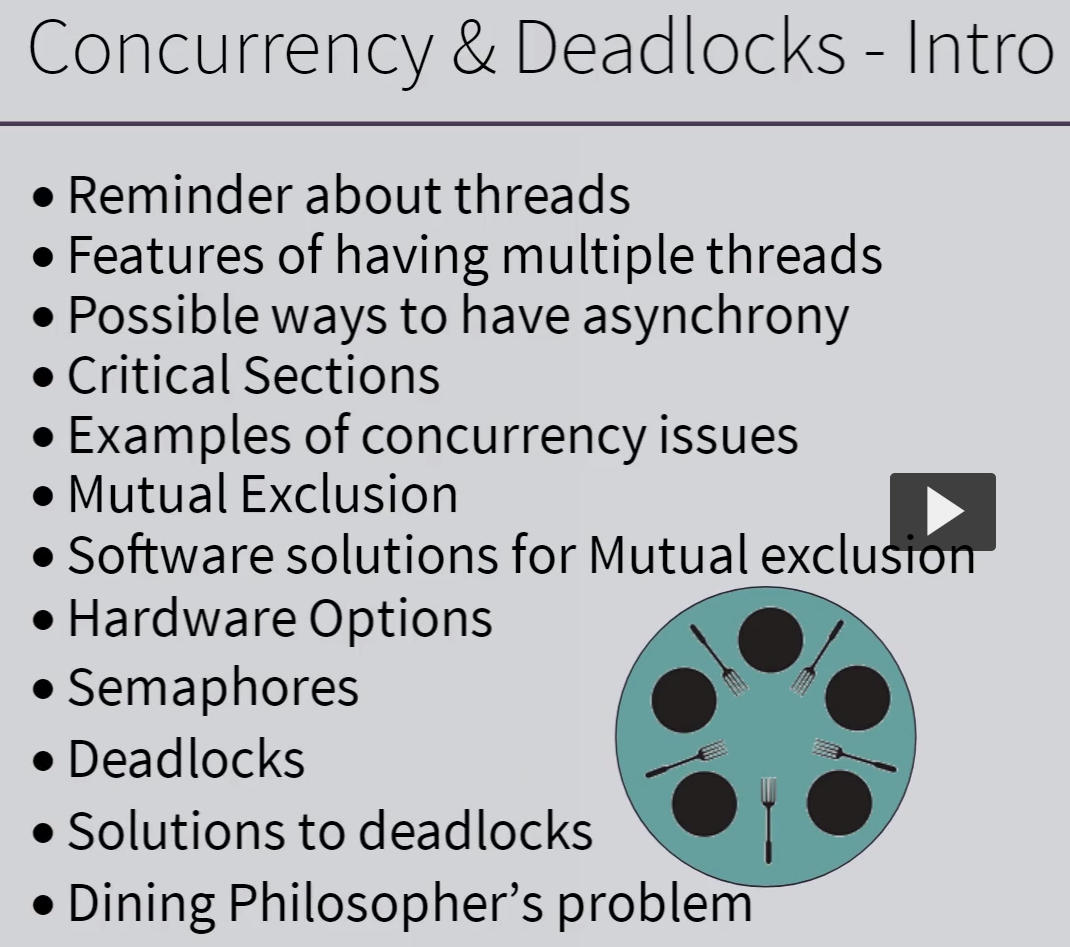 Concurrency & Deadlocks - Intro
• Reminder about threads
• Features of having multiple threads
• Possible ways to have asynchrony
• Critical Sections
• Examples of concurrency issues
• Mutual Exclusion
• Software solutions for Mutual exclusion
• Hardware Options
• Semaphores
• Deadlocks
• Solutions to deadlocks
• Dining Philosopher’s problem